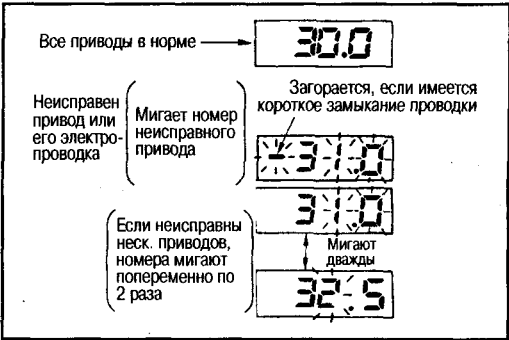 Все приводы в норме
30.0
Загорается, если имеется
короткое замыкание проводки
Неисправен
привод или
его электро-
проводка
Мигает номер
неисправного
привода
-31.0
31.0
Если неисправны
неск. приводов,
номера мигают
попеременно по
2 раза
Мигают
дважды
32.5